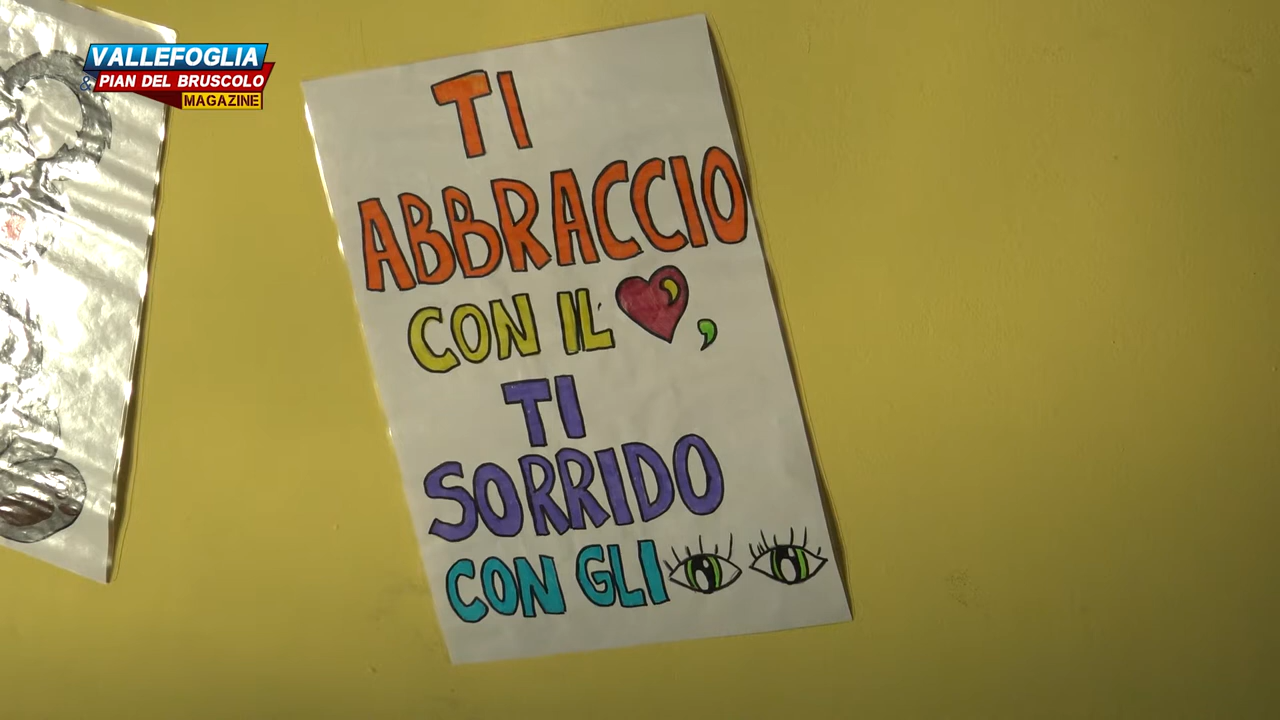 VALLEFOGLIA
& PIAN DEL BRUSCOLO
MAGAZINE
TI
ABBRACCIO
CON IL ,
TI
SORRIDO
CON GLI